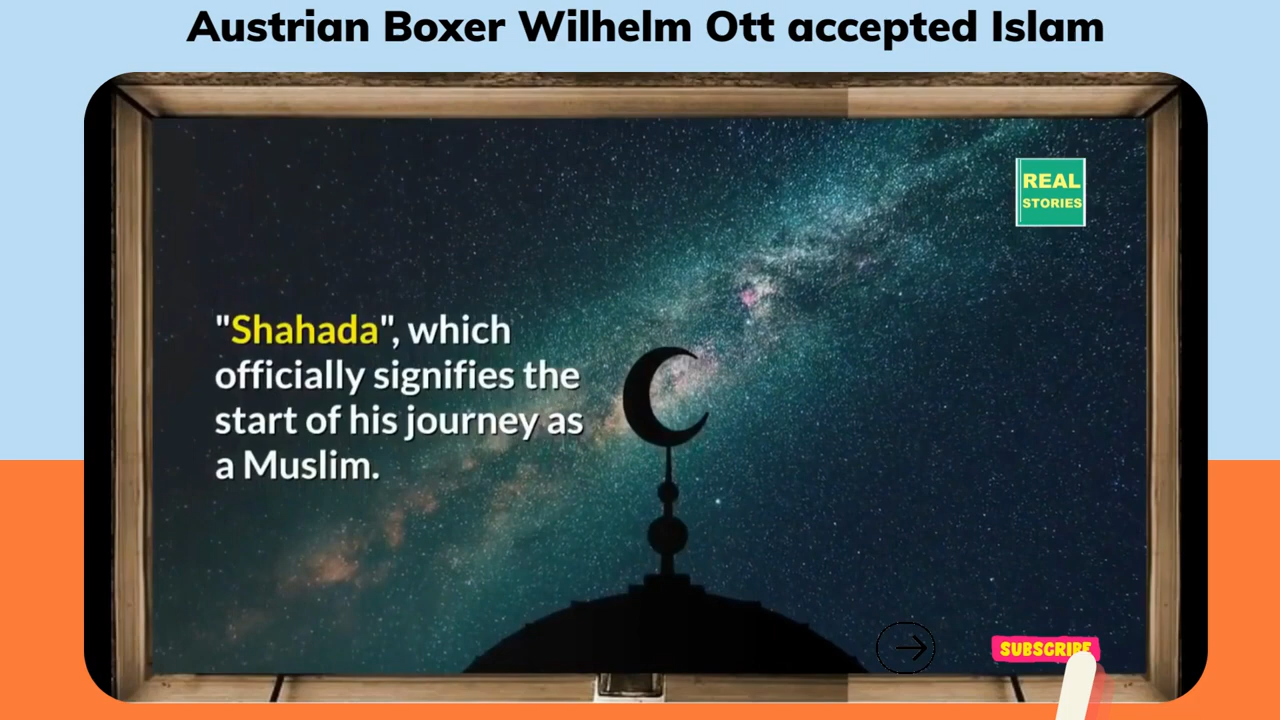 Austrian Boxer Wilhelm Ott accepted Islam
REAL
STORIES
"Shahada", which
officially signifies the
start of his journey as
a Muslim.
SUBSCRIBE